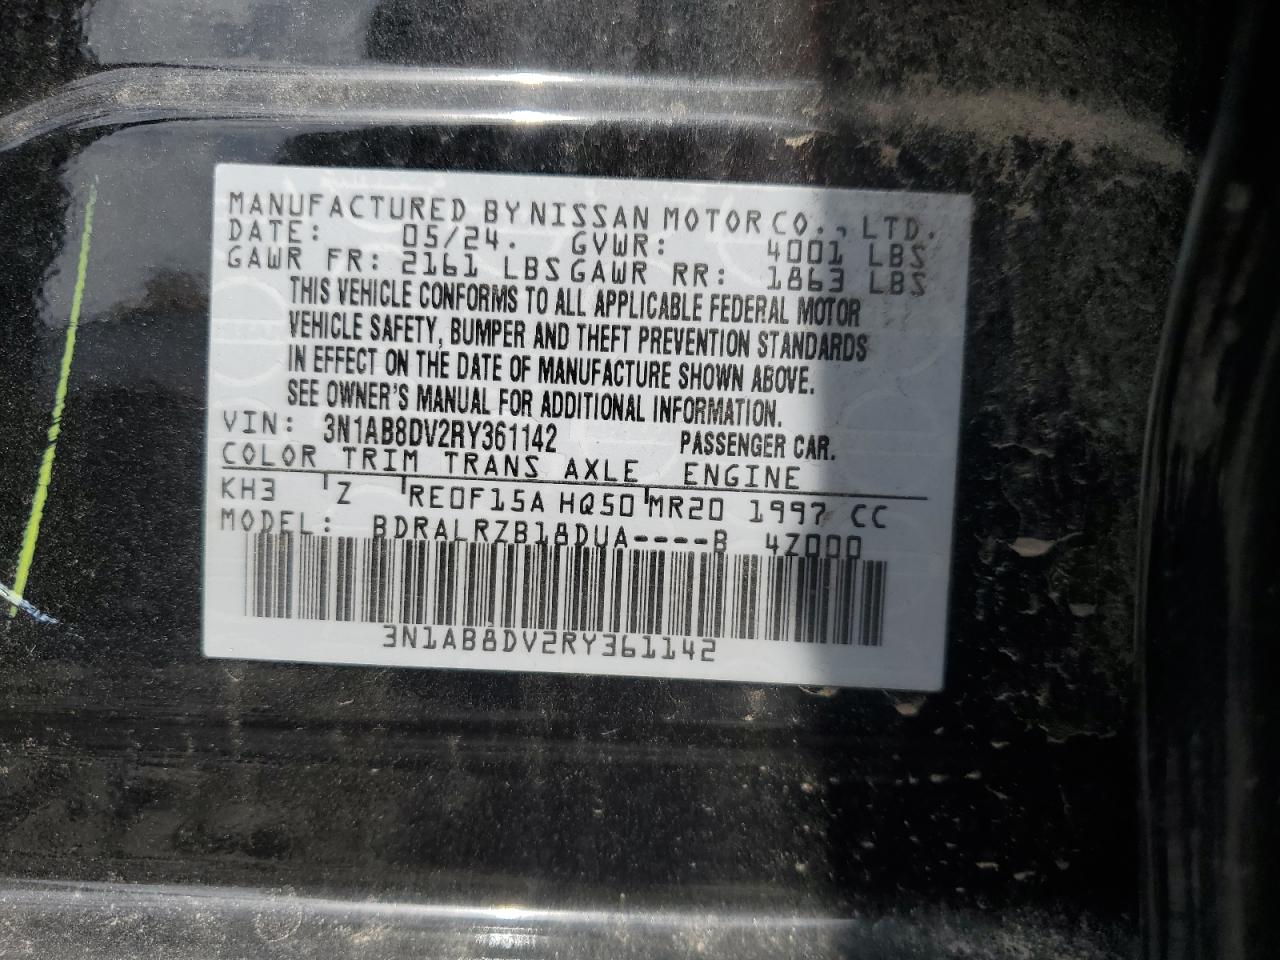 MANUFACTURED BY NISSAN MOTOR CO., LTD.
DATE: 05/24. GVWR: 4001 LBS
GAWR FR: 2161 LBS GAWR RR: 1863 LBS
THIS VEHICLE CONFORMS TO ALL APPLICABLE FEDERAL MOTOR
VEHICLE SAFETY, BUMPER AND THEFT PREVENTION STANDARDS
IN EFFECT ON THE DATE OF MANUFACTURE SHOWN ABOVE.
SEE OWNER'S MANUAL FOR ADDITIONAL INFORMATION.
VIN: 3N1AB8DV2RY361142 PASSENGER CAR.
COLOR TRIM TRANS AXLE ENGINE
KH3 Z RE0F15A HQ50 MR20 1997 CC
MODEL: BDRALRZB18DUA----B 4Z000
3N1AB8DV2RY361142